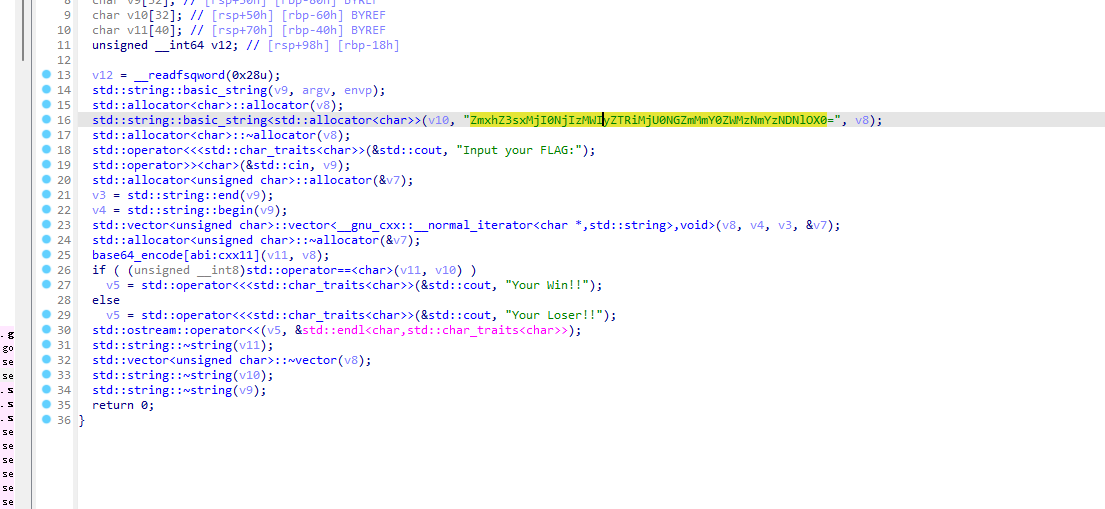 9 char v10[32]; // [rsp+50h] [rbp-60h] BYREF
10 char v11[40]; // [rsp+70h] [rbp-40h] BYREF
11 unsigned __int64 v12; // [rsp+98h] [rbp-18h]
12
13 v12 = __readfsqword(0x28u);
14 std::string::basic_string(v9, argv, envp);
15 std::allocator<char>::allocator(v8);
16 std::string::basic_string<std::allocator<char>>(v10, "ZmxhZ3sxMjI0NjIzMWIyZTRiMjU0NGZmMmY0ZWMzNmYzNDNlOX0=", v8);
17 std::allocator<char>::~allocator(v8);
18 std::operator<<<std::char_traits<char>>(&std::cout, "Input your FLAG:");
19 std::operator>><char>(&std::cin, v9);
20 std::allocator<unsigned char>::allocator(&v7);
21 v3 = std::string::end(v9);
22 v4 = std::string::begin(v9);
23 std::vector<unsigned char>::vector<__gnu_cxx::__normal_iterator<char *,std::string>,void>(v8, v4, v3, &v7);
24 std::allocator<unsigned char>::~allocator(&v7);
25 base64_encode[abi:cxx11](v11, v8);
26 if ( (unsigned __int8)std::operator==<char>(v11, v10) )
27 v5 = std::operator<<<std::char_traits<char>>(&std::cout, "Your Win!!");
28 else
29 v5 = std::operator<<<std::char_traits<char>>(&std::cout, "Your Loser!!");
30 std::ostream::operator<<(v5, &std::endl<char,std::char_traits<char>>);
31 std::string::~string(v11);
32 std::vector<unsigned char>::~vector(v8);
33 std::string::~string(v10);
34 std::string::~string(v9);
35 return 0;
36 }
.g
go
se
se
.s
.s
.s
se
se
se
se
se
se